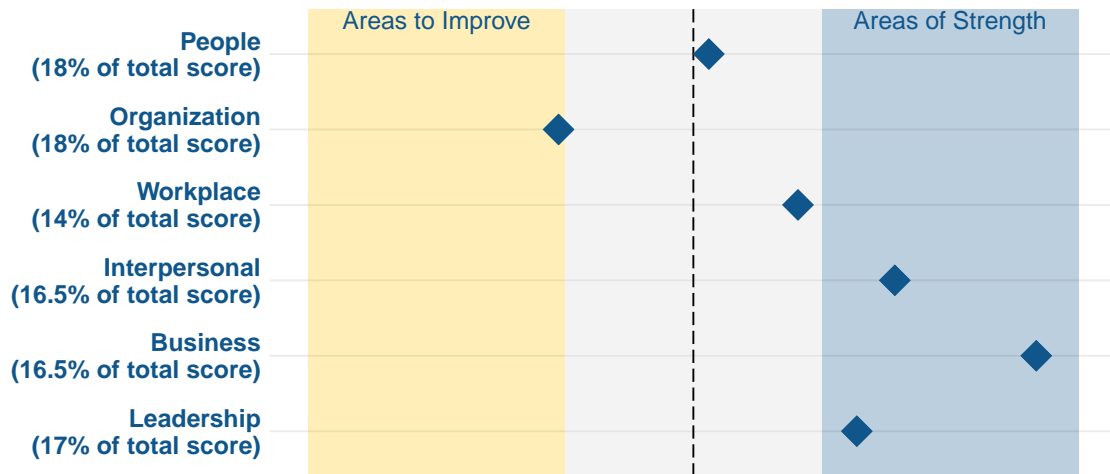 Areas to Improve
Areas of Strength
People
(18% of total score)
Organization
(18% of total score)
Workplace
(14% of total score)
Interpersonal
(16.5% of total score)
Business
(16.5% of total score)
Leadership
(17% of total score)